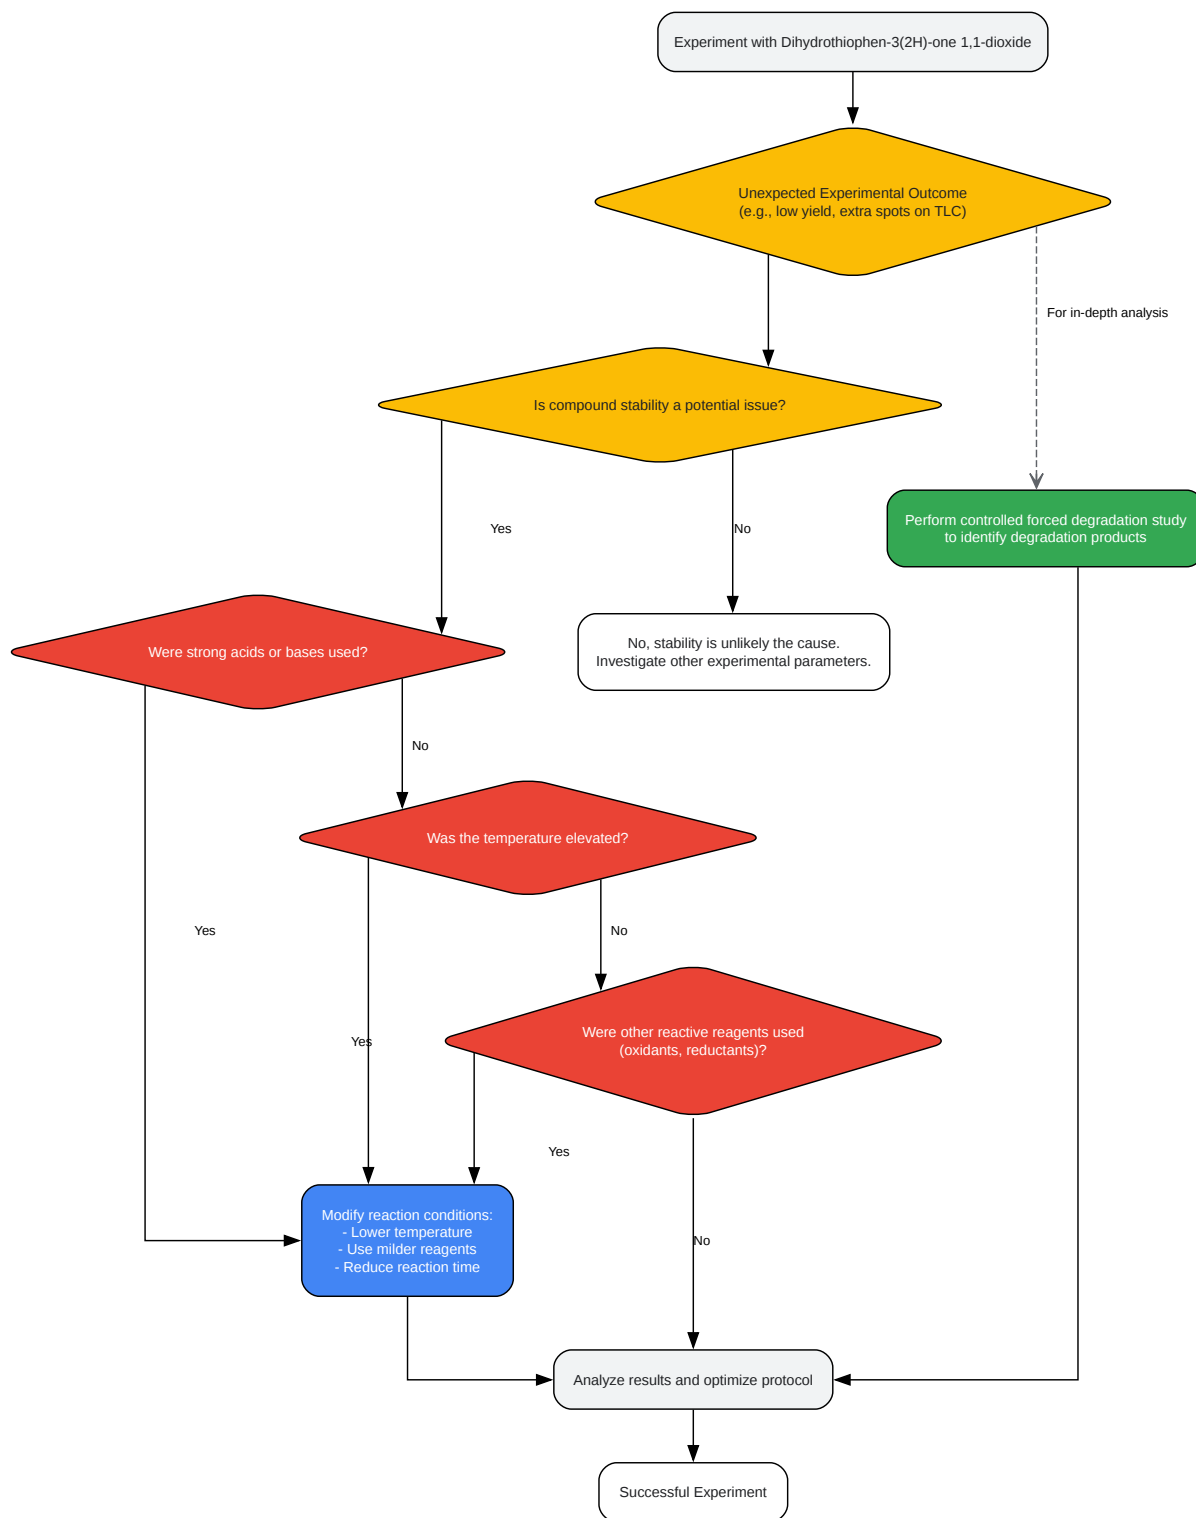 Experiment with Dihydrothiophen-3(2H)-one 1,1-dioxide
Unexpected Experimental Outcome
(e.g., low yield, extra spots on TLC)
For in-depth analysis
Is compound stability a potential issue?
Yes
No
Perform controlled forced degradation study
to identify degradation products
Were strong acids or bases used?
No, stability is unlikely the cause.
Investigate other experimental parameters.
No
Was the temperature elevated?
Yes
No
Were other reactive reagents used
(oxidants, reductants)?
Yes
Yes
Modify reaction conditions:
- Lower temperature
- Use milder reagents
- Reduce reaction time
No
Analyze results and optimize protocol
Successful Experiment